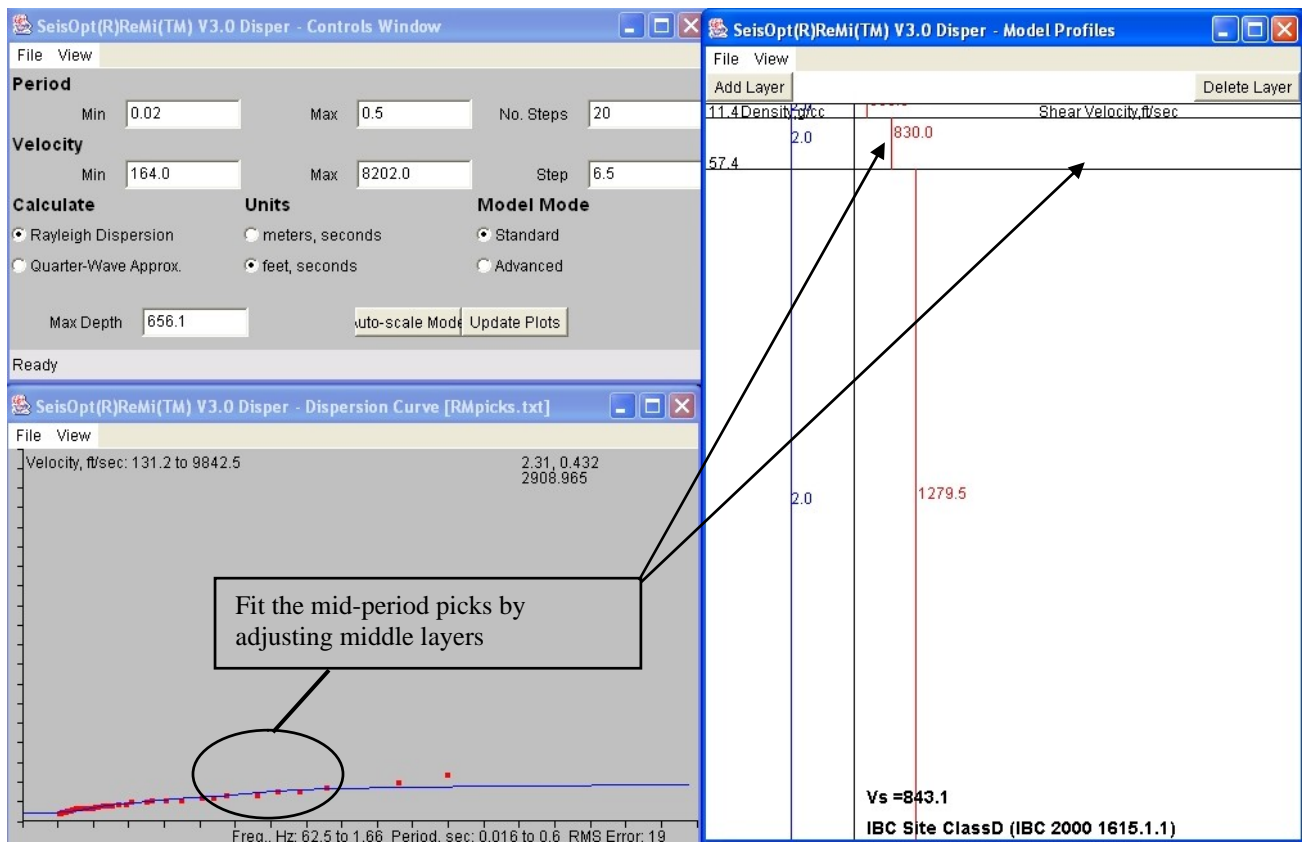 SeisOpt(R)ReMi(TM) V3.0 Disper - Controls Window
File View
Period
Min 0.02 Max 0.5 No. Steps 20
Velocity
Min 164.0 Max 8202.0 Step 6.5
Calculate Units Model Mode
Rayleigh Dispersion meters, seconds Standard
Quarter-Wave Approx. feet, seconds Advanced
Max Depth 656.1 uto-scale Mode Update Plots
Ready
SeisOpt(R)ReMi(TM) V3.0 Disper - Dispersion Curve [RMpicks.txt]
File View
Velocity, ft/sec: 131.2 to 9842.5 2.31, 0.432
2908.965
Fit the mid-period picks by
adjusting middle layers
Freq., Hz: 62.5 to 1.66 Period, sec: 0.016 to 0.6 RMS Error: 19
SeisOpt(R)ReMi(TM) V3.0 Disper - Model Profiles
File View
Add Layer Delete Layer
11.4 Density,g/cc Shear Velocity,ft/sec
2.0 830.0
57.4
2.0 1279.5
Vs =843.1
IBC Site ClassD (IBC 2000 1615.1.1)